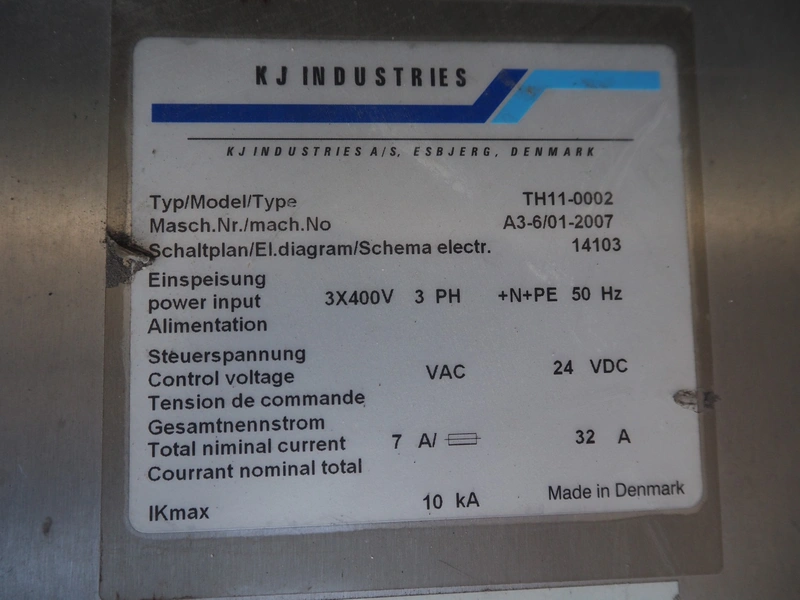 KJ INDUSTRIES
KJ INDUSTRIES A/S, ESBJERG, DENMARK
Typ/Model/Type TH11-0002
Masch.Nr./mach.No A3-6/01-2007
Schaltplan/El.diagram/Schema electr. 14103
Einspeisung
power input 3X400V 3 PH +N+PE 50 Hz
Alimentation
Steuerspannung
Control voltage VAC 24 VDC
Tension de commande
Gesamtnennstrom
Total niminal current 7 A/ 32 A
Courrant nominal total
IKmax 10 kA Made in Denmark